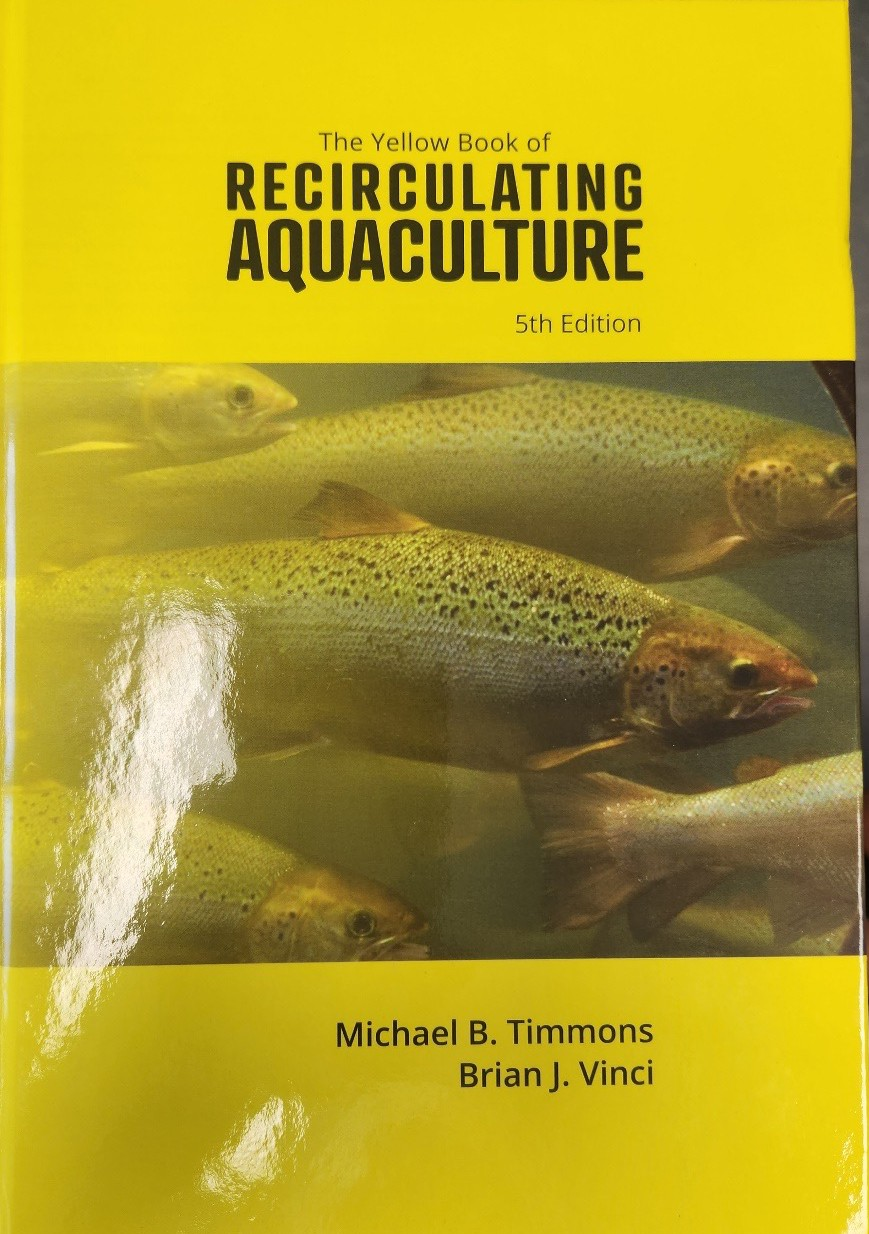 The Yellow Book of
RECIRCULATING
AQUACULTURE
5th Edition
Michael B. Timmons
Brian J. Vinci